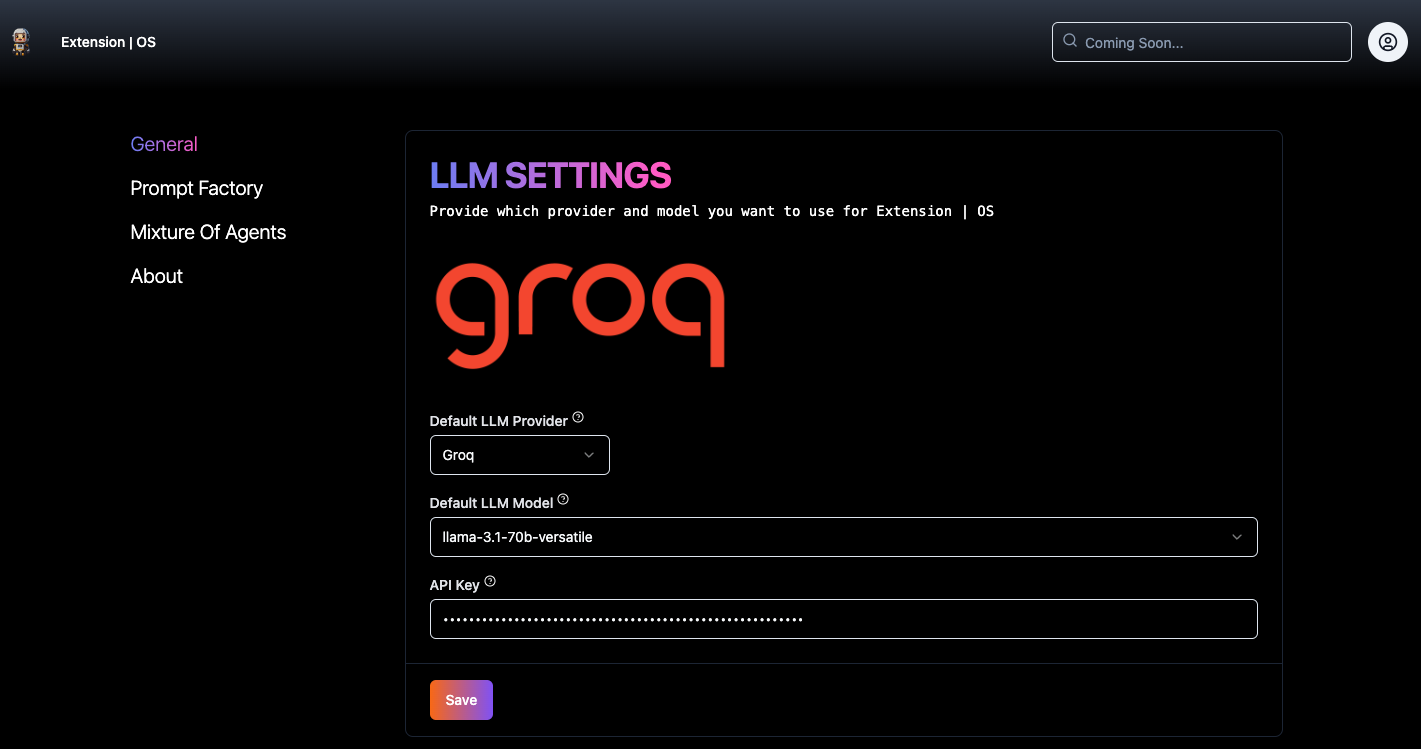 Extension | OS
Coming Soon...
General
Prompt Factory
Mixture Of Agents
About
LLM SETTINGS
Provide which provider and model you want to use for Extension | OS
groq
Default LLM Provider
Groq
Default LLM Model
llama-3.1-70b-versatile
API Key
Save